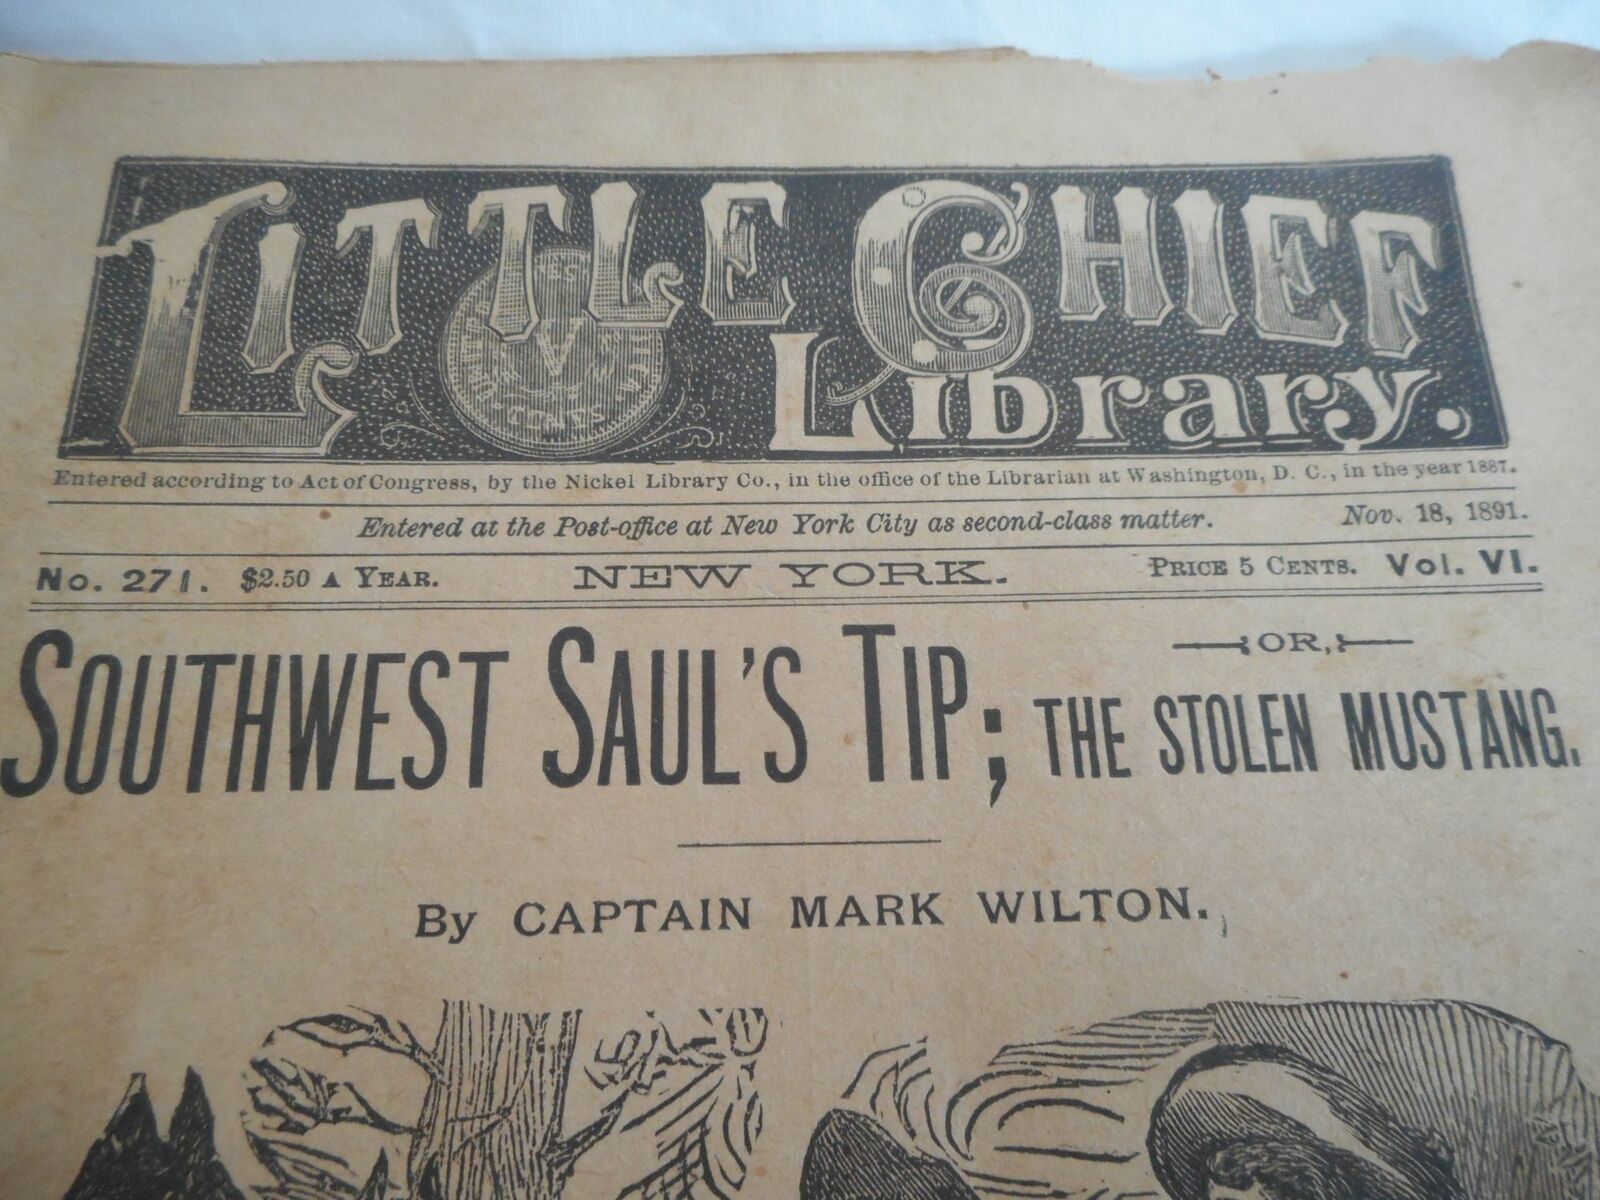 LITTLE CHIEF
Library.
V
CENTS
Entered according to Act of Congress, by the Nickel Library Co., in the office of the Librarian at Washington, D. C., in the year 1887.
Entered at the Post-office at New York City as second-class matter. Nov. 18, 1891.
No. 271. $2.50 A YEAR. NEW YORK. PRICE 5 CENTS. Vol. VI.
SOUTHWEST SAUL'S TIP; OR, THE STOLEN MUSTANG.
By CAPTAIN MARK WILTON.